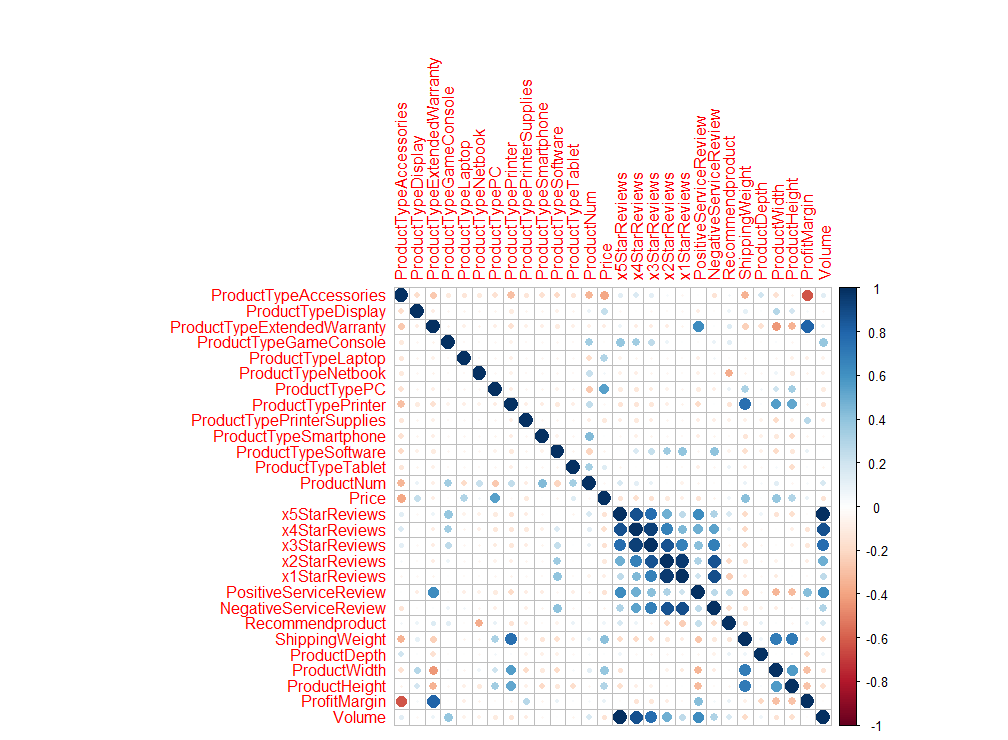 ProductTypeAccessories
ProductTypeDisplay
ProductTypeExtendedWarranty
ProductTypeGameConsole
ProductTypeLaptop
ProductTypeNetbook
ProductTypePC
ProductTypePrinter
ProductTypePrinterSupplies
ProductTypeSmartphone
ProductTypeSoftware
ProductTypeTablet
ProductNum
Price
x5StarReviews
x4StarReviews
x3StarReviews
x2StarReviews
x1StarReviews
PositiveServiceReview
NegativeServiceReview
Recommendproduct
ShippingWeight
ProductDepth
ProductWidth
ProductHeight
ProfitMargin
Volume
ProductTypeAccessories
ProductTypeDisplay
ProductTypeExtendedWarranty
ProductTypeGameConsole
ProductTypeLaptop
ProductTypeNetbook
ProductTypePC
ProductTypePrinter
ProductTypePrinterSupplies
ProductTypeSmartphone
ProductTypeSoftware
ProductTypeTablet
ProductNum
Price
x5StarReviews
x4StarReviews
x3StarReviews
x2StarReviews
x1StarReviews
PositiveServiceReview
NegativeServiceReview
Recommendproduct
ShippingWeight
ProductDepth
ProductWidth
ProductHeight
ProfitMargin
Volume
1
0.8
0.6
0.4
0.2
0
-0.2
-0.4
-0.6
-0.8
-1